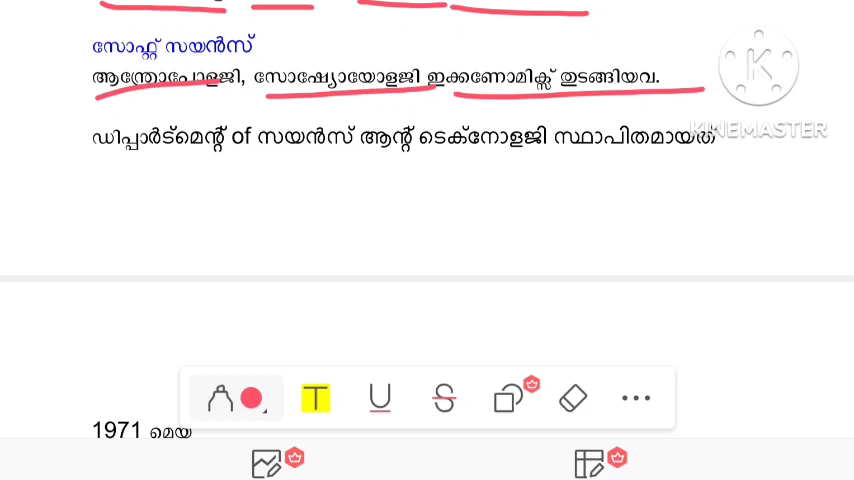 സോഫ്റ്റ് സയൻസ്
ആന്ത്രോപോളജി, സോഷ്യോയോളജി ഇക്കണോമിക്സ് തുടങ്ങിയവ.
KINEMASTER
ഡിപ്പാർട്മെന്റ് of സയൻസ് ആന്റ് ടെക്നോളജി സ്ഥാപിതമായത്
1971 മെയ